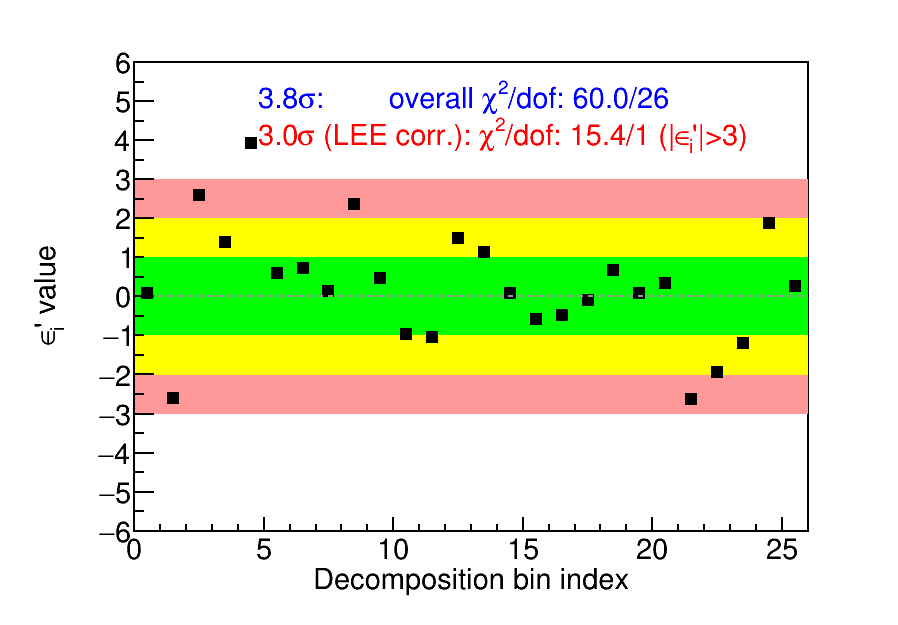 3.8σ: overall χ²/dof: 60.0/26
3.0σ (LEE corr.): χ²/dof: 15.4/1 (|ϵᵢ'|>3)
6
5
4
3
2
1
0
−1
−2
−3
−4
−5
−6
ϵᵢ' value
0 5 10 15 20 25
Decomposition bin index